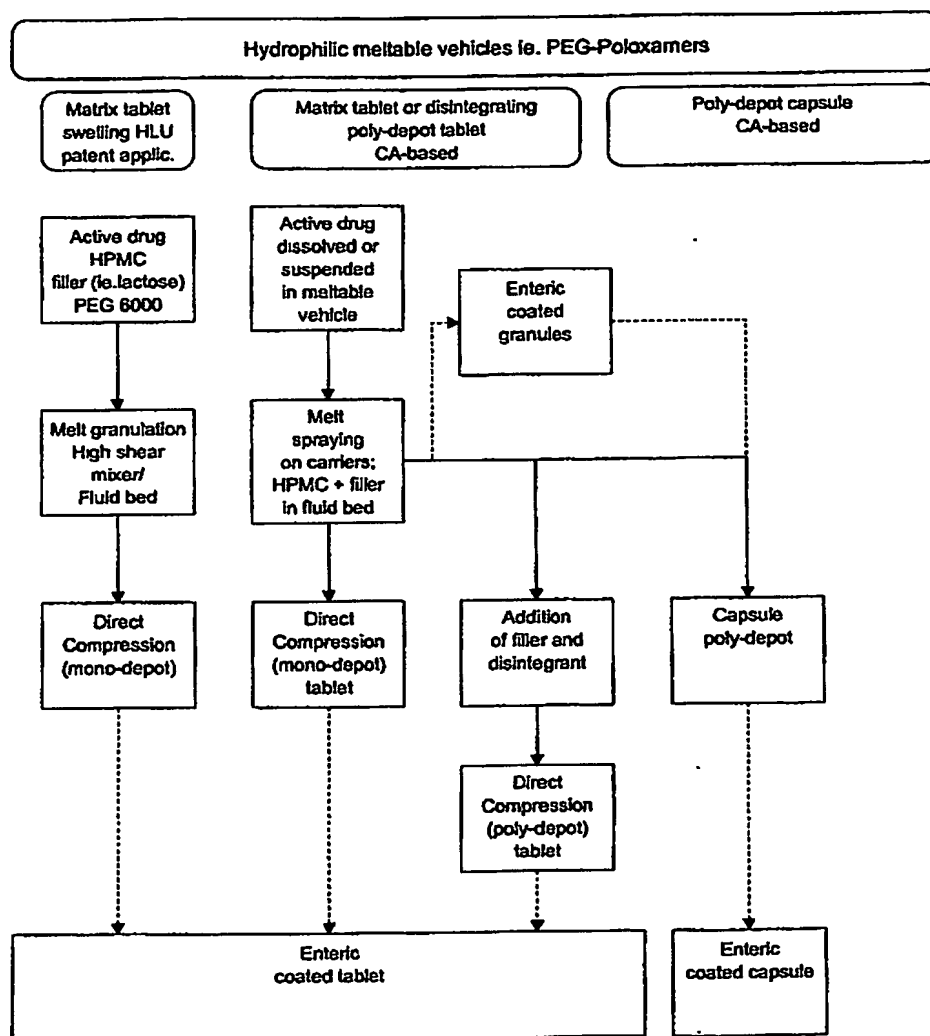 Hydrophilic meltable vehicles ie. PEG-Poloxamers
Matrix tablet
swelling HLU
patent applic.
Matrix tablet or disintegrating
poly-depot tablet
CA-based
Poly-depot capsule
CA-based
Active drug
HPMC
filler (ie.lactose)
PEG 6000
Active drug
dissolved or
suspended
in meltable
vehicle
Enteric
coated
granules
Melt granulation
High shear
mixer/
Fluid bed
Melt
spraying
on carriers;
HPMC + filler
in fluid bed
Direct
Compression
(mono-depot)
Direct
Compression
(mono-depot)
tablet
Addition
of filler and
disintegrant
Capsule
poly-depot
Direct
Compression
(poly-depot)
tablet
Enteric
coated tablet
Enteric
coated capsule